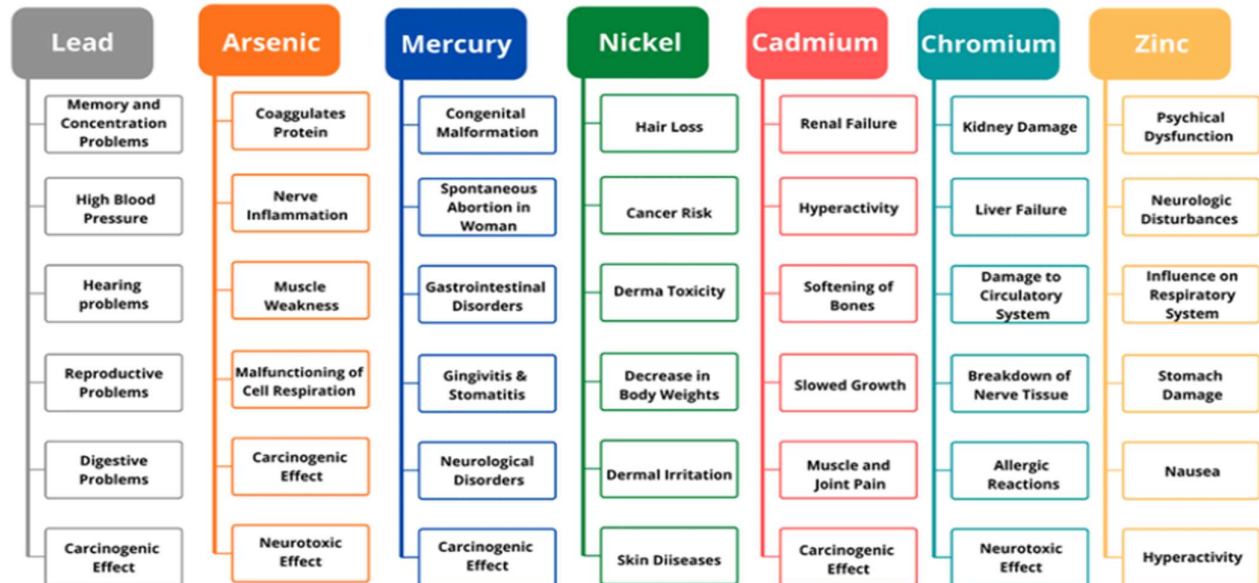 Lead
Memory and
Concentration
Problems
High Blood
Pressure
Hearing
problems
Reproductive
Problems
Digestive
Problems
Carcinogenic
Effect
Arsenic
Coaggulates
Protein
Nerve
Inflammation
Muscle
Weakness
Malfunctioning of
Cell Respiration
Carcinogenic
Effect
Neurotoxic
Effect
Mercury
Congenital
Malformation
Spontaneous
Abortion in
Woman
Gastrointestinal
Disorders
Gingivitis &
Stomatitis
Neurological
Disorders
Carcinogenic
Effect
Nickel
Hair Loss
Cancer Risk
Derma Toxicity
Decrease in
Body Weights
Dermal Irritation
Skin Diiseases
Cadmium
Renal Failure
Hyperactivity
Softening of
Bones
Slowed Growth
Muscle and
Joint Pain
Carcinogenic
Effect
Chromium
Kidney Damage
Liver Failure
Damage to
Circulatory
System
Breakdown of
Nerve Tissue
Allergic
Reactions
Neurotoxic
Effect
Zinc
Psychical
Dysfunction
Neurologic
Disturbances
Influence on
Respiratory
System
Stomach
Damage
Nausea
Hyperactivity